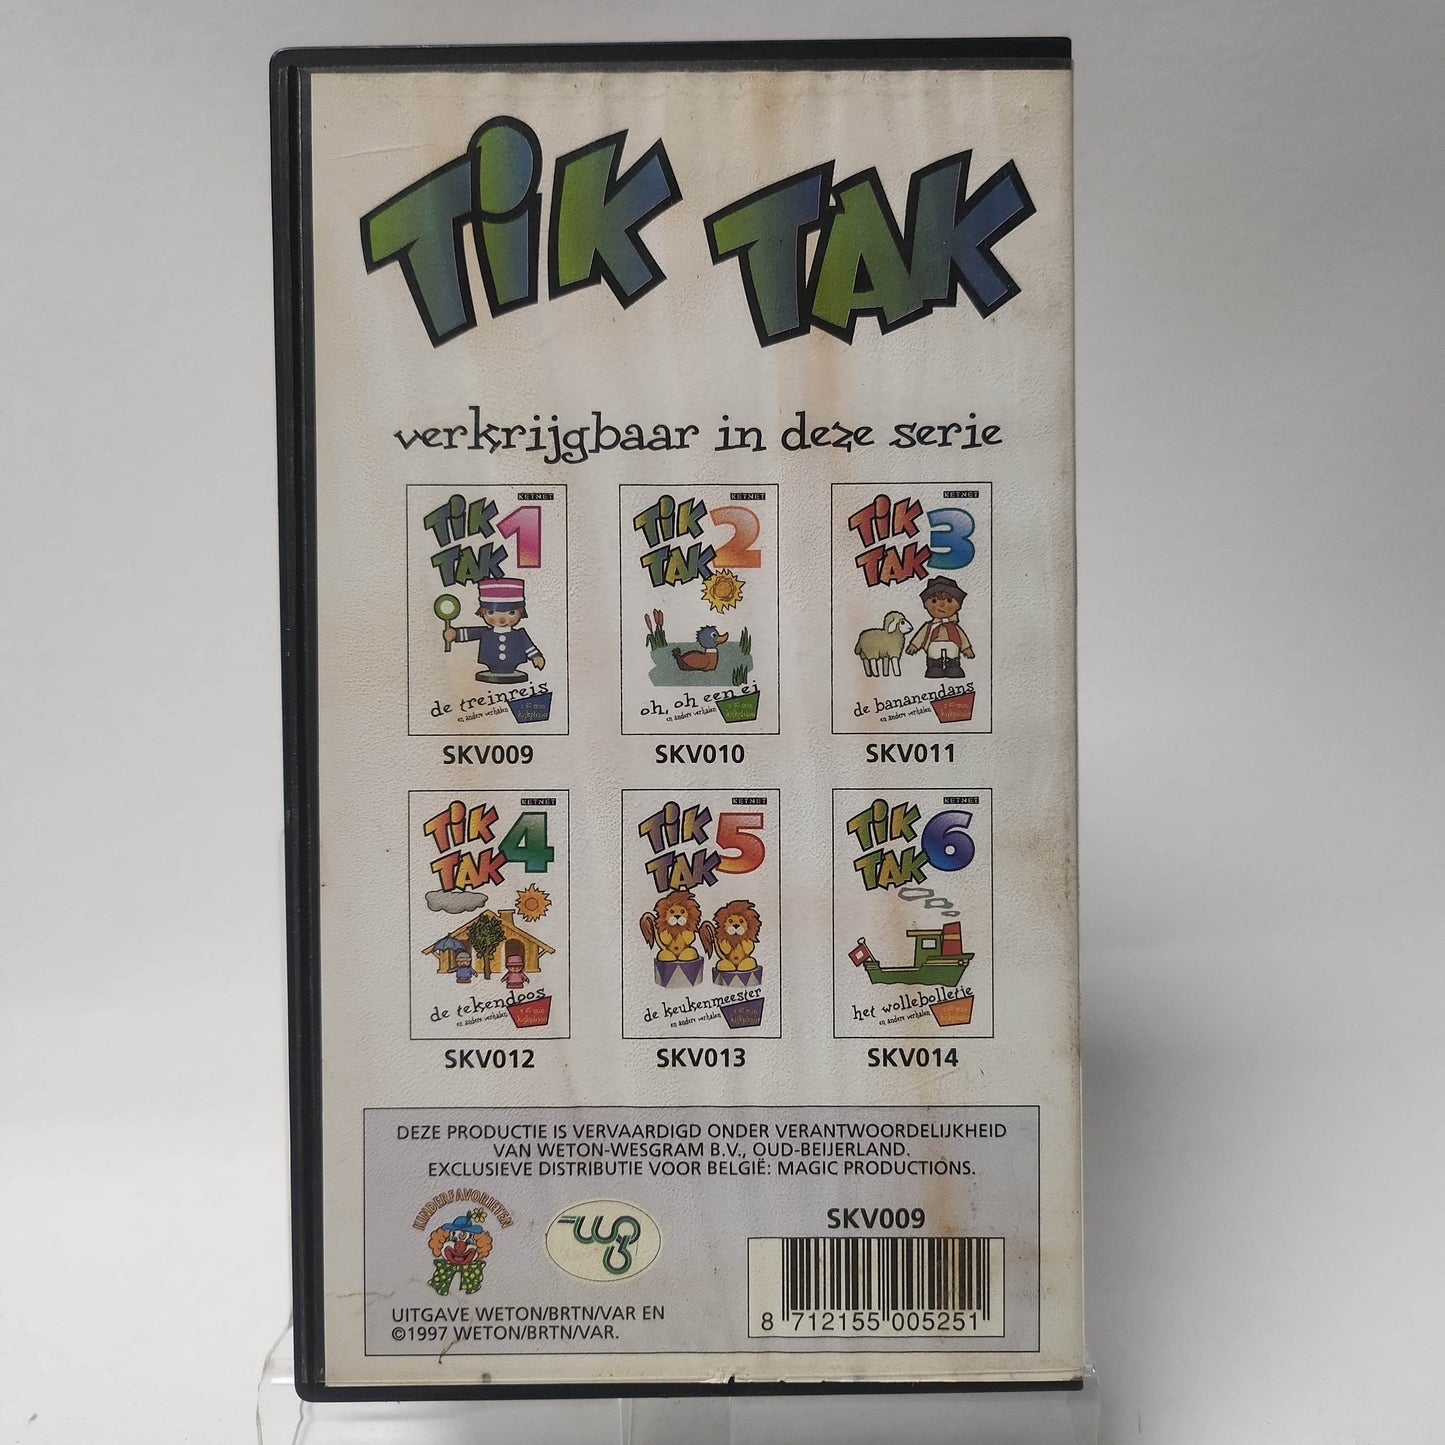 TiK TAK
verkrijgbaar in deze serie
KETNET
TiK TAK 1
de treinreis
en andere verhalen
SKV009
KETNET
TiK TAK 2
oh, oh een ei
en andere verhalen
SKV010
KETNET
TiK TAK 3
de bananendans
en andere verhalen
SKV011
KETNET
TiK TAK 4
de tekendoos
en andere verhalen
SKV012
KETNET
TiK TAK 5
de keukenmeester
en andere verhalen
SKV013
KETNET
TiK TAK 6
het wollebolletje
en andere verhalen
SKV014
DEZE PRODUCTIE IS VERVAARDIGD ONDER VERANTWOORDELIJKHEID
VAN WETON-WESGRAM B.V., OUD-BEIJERLAND.
EXCLUSIEVE DISTRIBUTIE VOOR BELGIË: MAGIC PRODUCTIONS.
KINDERFAVORIETEN
SKV009
UITGAVE WETON/BRTN/VAR EN
©1997 WETON/BRTN/VAR.
8 712155 005251